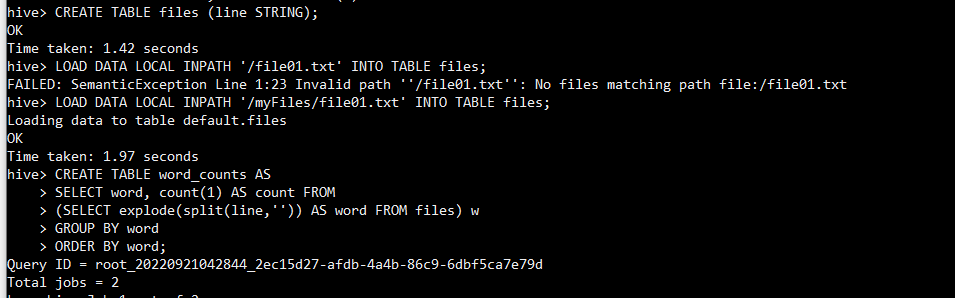 hive> CREATE TABLE files (line STRING);
OK
Time taken: 1.42 seconds
hive> LOAD DATA LOCAL INPATH '/file01.txt' INTO TABLE files;
FAILED: SemanticException Line 1:23 Invalid path ''/file01.txt'': No files matching path file:/file01.txt
hive> LOAD DATA LOCAL INPATH '/myFiles/file01.txt' INTO TABLE files;
Loading data to table default.files
OK
Time taken: 1.97 seconds
hive> CREATE TABLE word_counts AS
    > SELECT word, count(1) AS count FROM
    > (SELECT explode(split(line,'')) AS word FROM files) w
    > GROUP BY word
    > ORDER BY word;
Query ID = root_20220921042844_2ec15d27-afdb-4a4b-86c9-6dbf5ca7e79d
Total jobs = 2